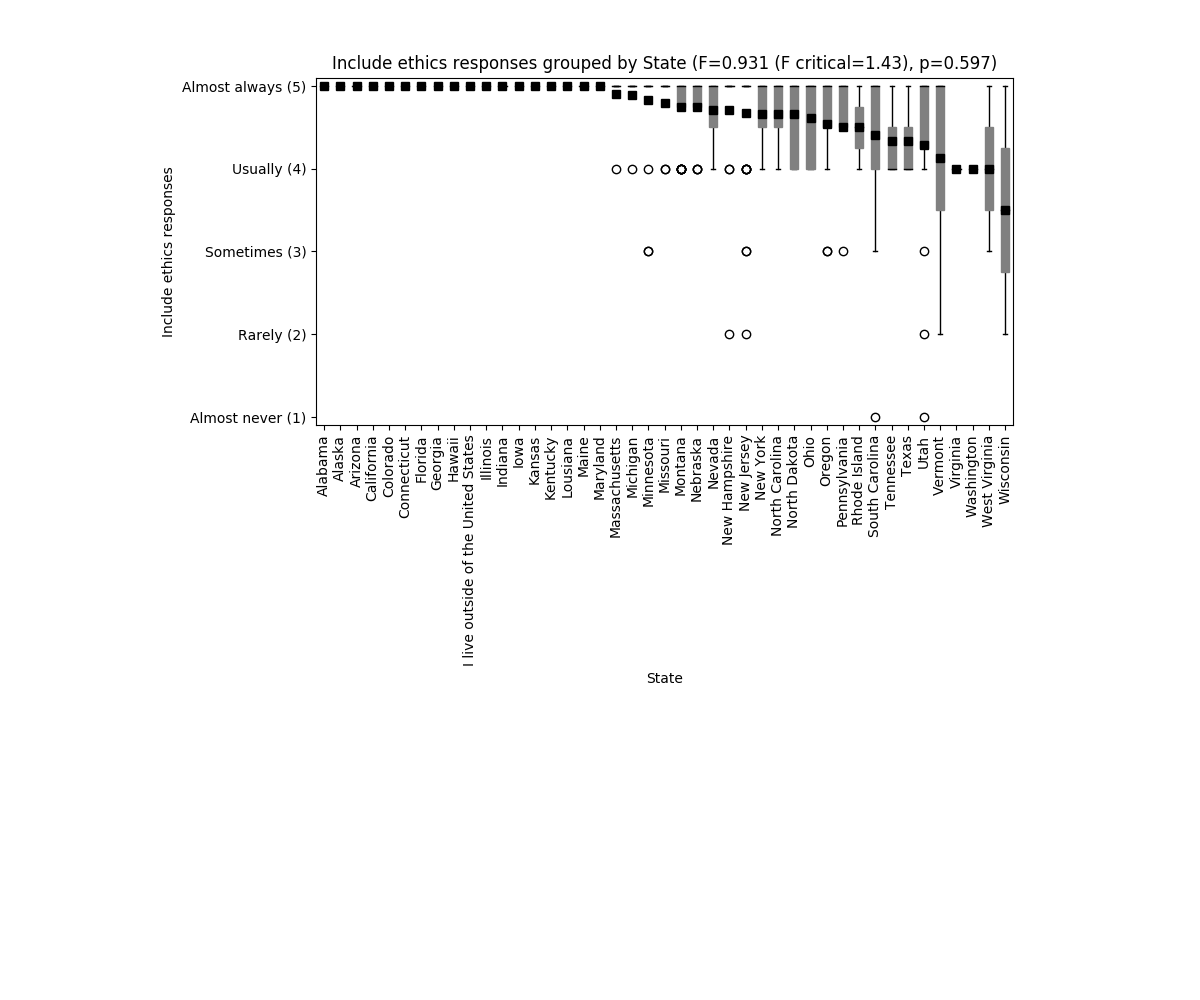 Include ethics responses grouped by State (F=0.931 (F critical=1.43), p=0.597)
Include ethics responses
Almost always (5)
Usually (4)
Sometimes (3)
Rarely (2)
Almost never (1)
Alabama
Alaska
Arizona
California
Colorado
Connecticut
Florida
Georgia
Hawaii
I live outside of the United States
Illinois
Indiana
Iowa
Kansas
Kentucky
Lousiana
Maine
Maryland
Massachusetts
Michigan
Minnesota
Missouri
Montana
Nebraska
Nevada
New Hampshire
New Jersey
New York
North Carolina
North Dakota
Ohio
Oregon
Pennsylvania
Rhode Island
South Carolina
Tennessee
Texas
Utah
Vermont
Virginia
Washington
West Virginia
Wisconsin
State